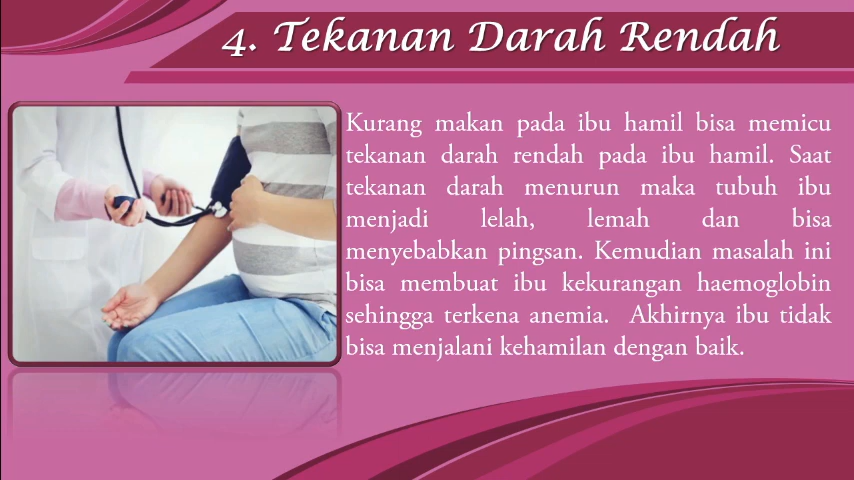 4. Tekanan Darah Rendah
Kurang makan pada ibu hamil bisa memicu
tekanan darah rendah pada ibu hamil. Saat
tekanan darah menurun maka tubuh ibu
menjadi lelah, lemah dan bisa
menyebabkan pingsan. Kemudian masalah ini
bisa membuat ibu kekurangan haemoglobin
sehingga terkena anemia. Akhirnya ibu tidak
bisa menjalani kehamilan dengan baik.